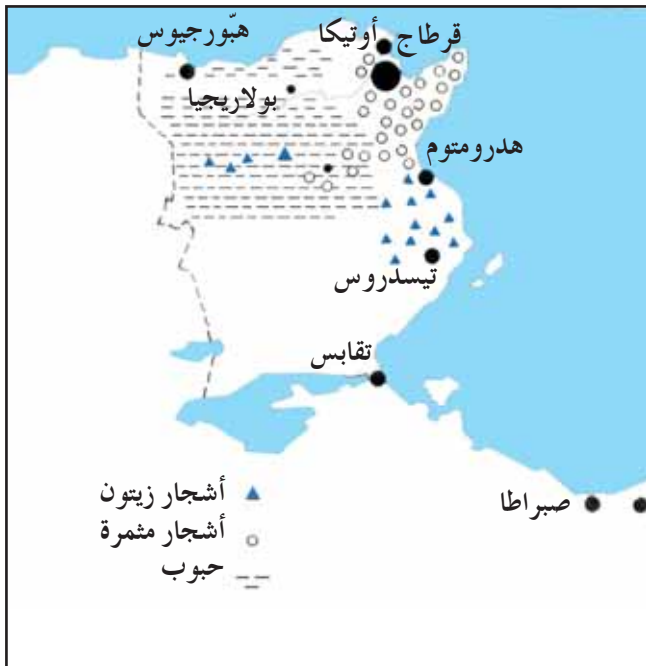 هبّورجيوس
أوتيكا
قرطاج
بولاريجيا
هدرومتوم
تيسدروس
تقابس
صبراطا
أشجار زيتون
أشجار مثمرة
حبوب